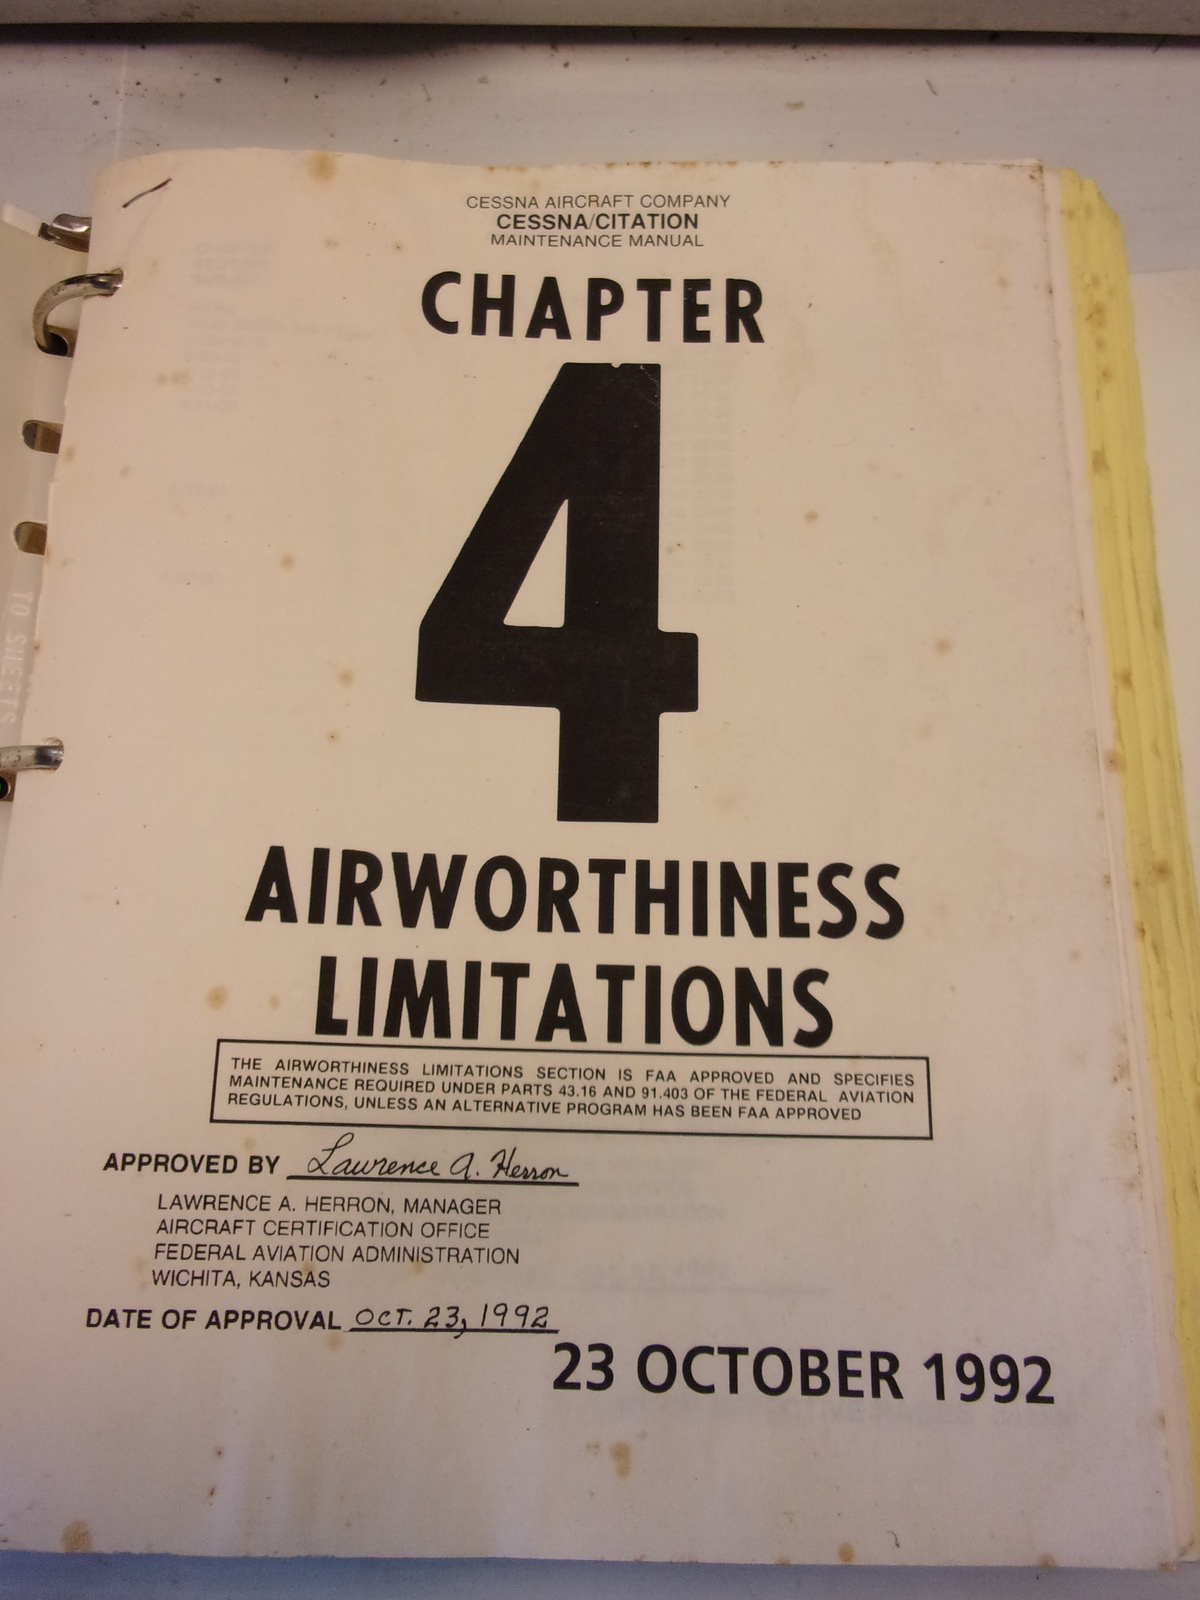 CESSNA AIRCRAFT COMPANY
CESSNA/CITATION
MAINTENANCE MANUAL
CHAPTER
4
AIRWORTHINESS
LIMITATIONS
THE AIRWORTHINESS LIMITATIONS SECTION IS FAA APPROVED AND SPECIFIES
MAINTENANCE REQUIRED UNDER PARTS 43.16 AND 91.403 OF THE FEDERAL AVIATION
REGULATIONS, UNLESS AN ALTERNATIVE PROGRAM HAS BEEN FAA APPROVED
APPROVED BY Lawrence A. Herron
LAWRENCE A. HERRON, MANAGER
AIRCRAFT CERTIFICATION OFFICE
FEDERAL AVIATION ADMINISTRATION
WICHITA, KANSAS
DATE OF APPROVAL OCT. 23, 1992
23 OCTOBER 1992